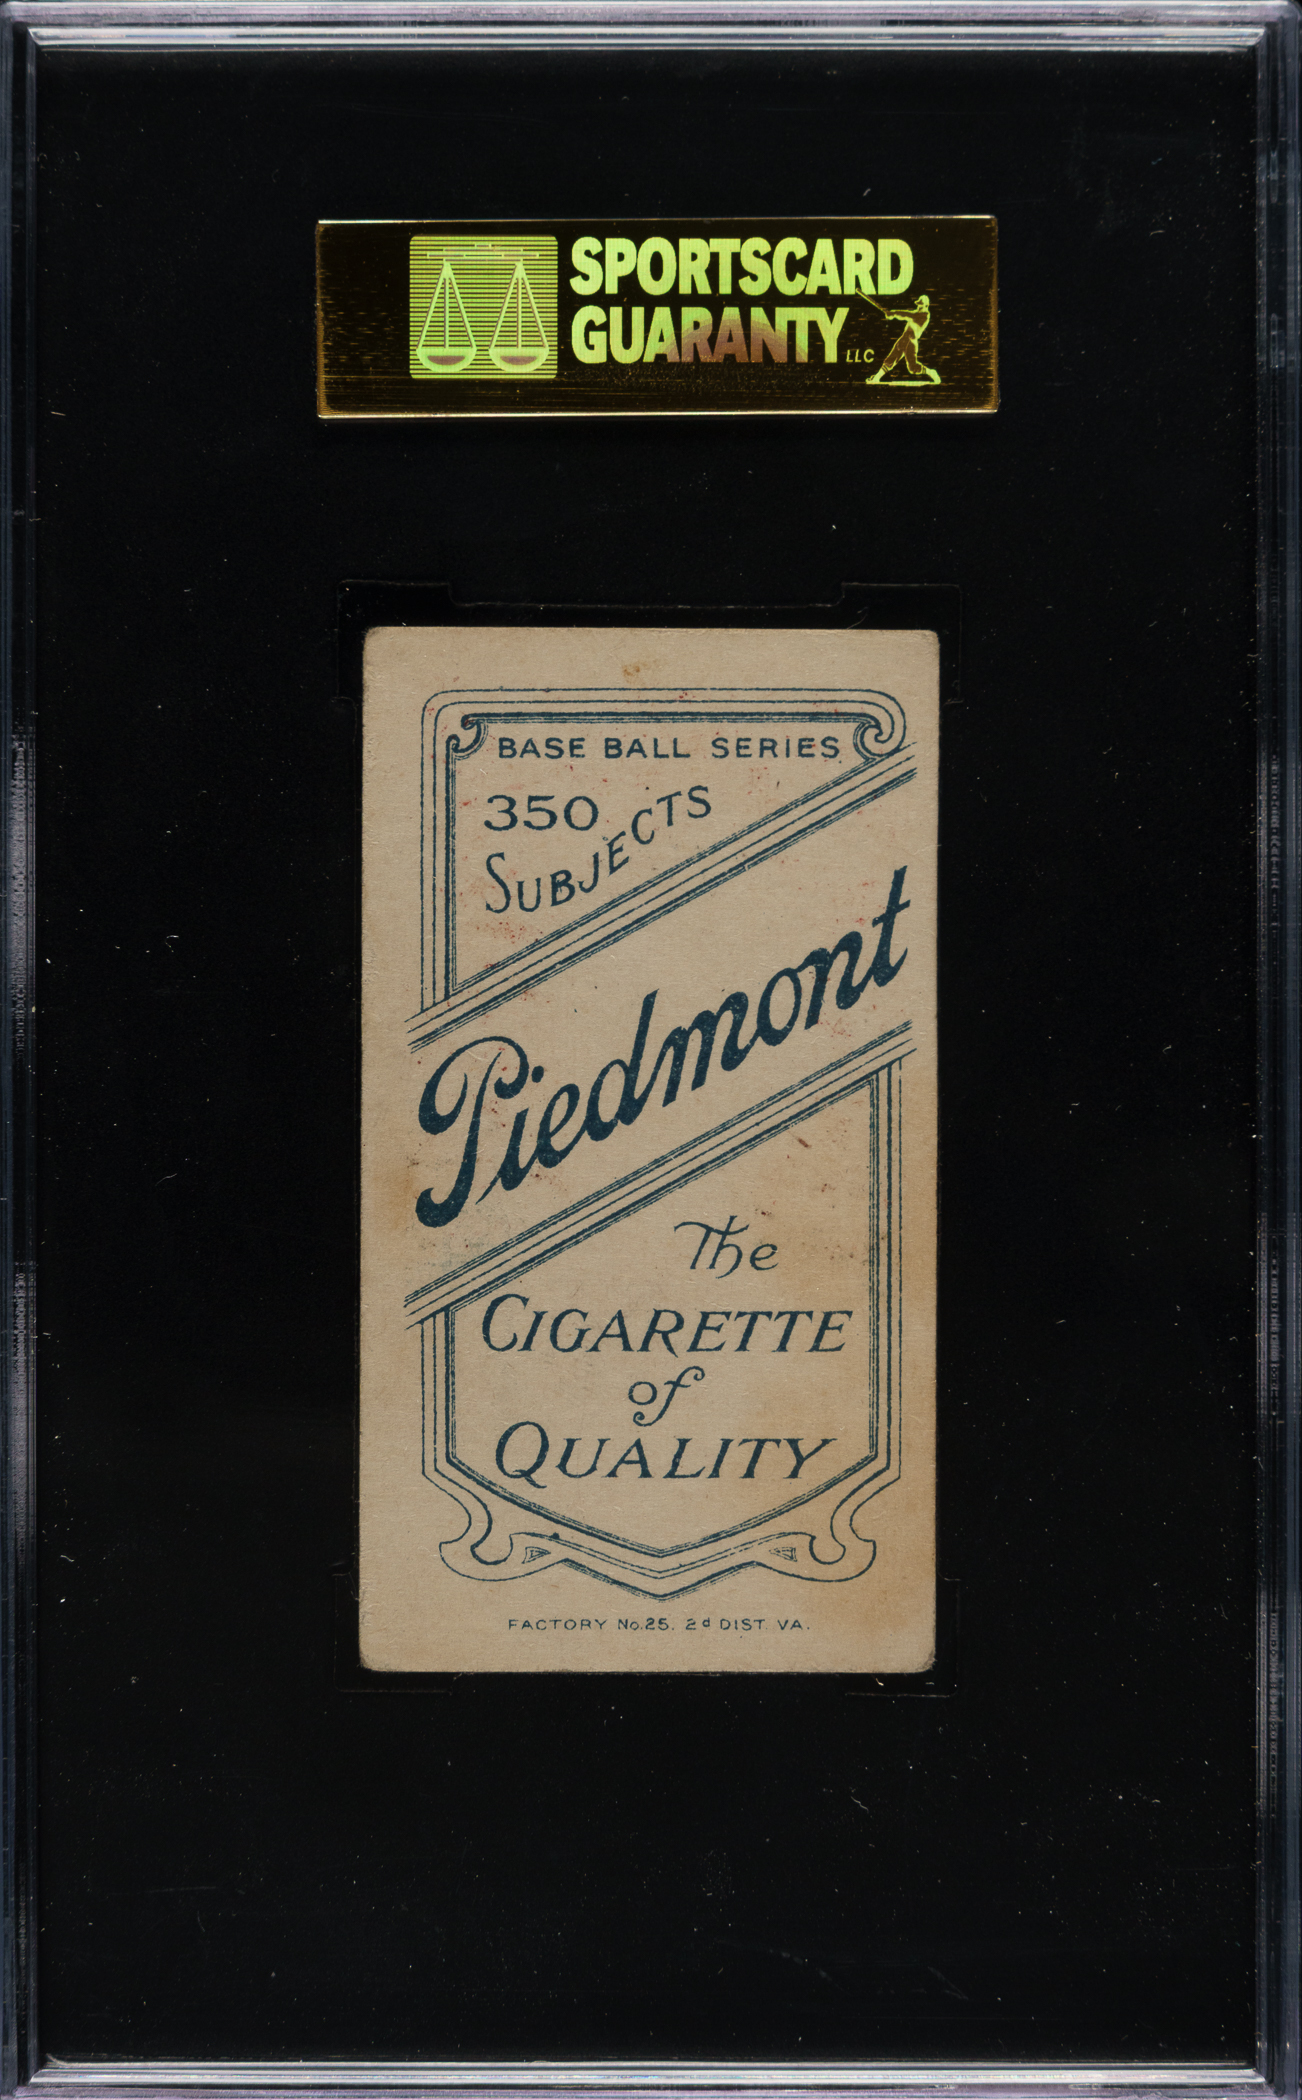 SPORTSCARD
GUARANTY LLC
BASE BALL SERIES
350
SUBJECTS
Piedmont
The
CIGARETTE
of
QUALITY
FACTORY No. 25. 2d DIST. VA.